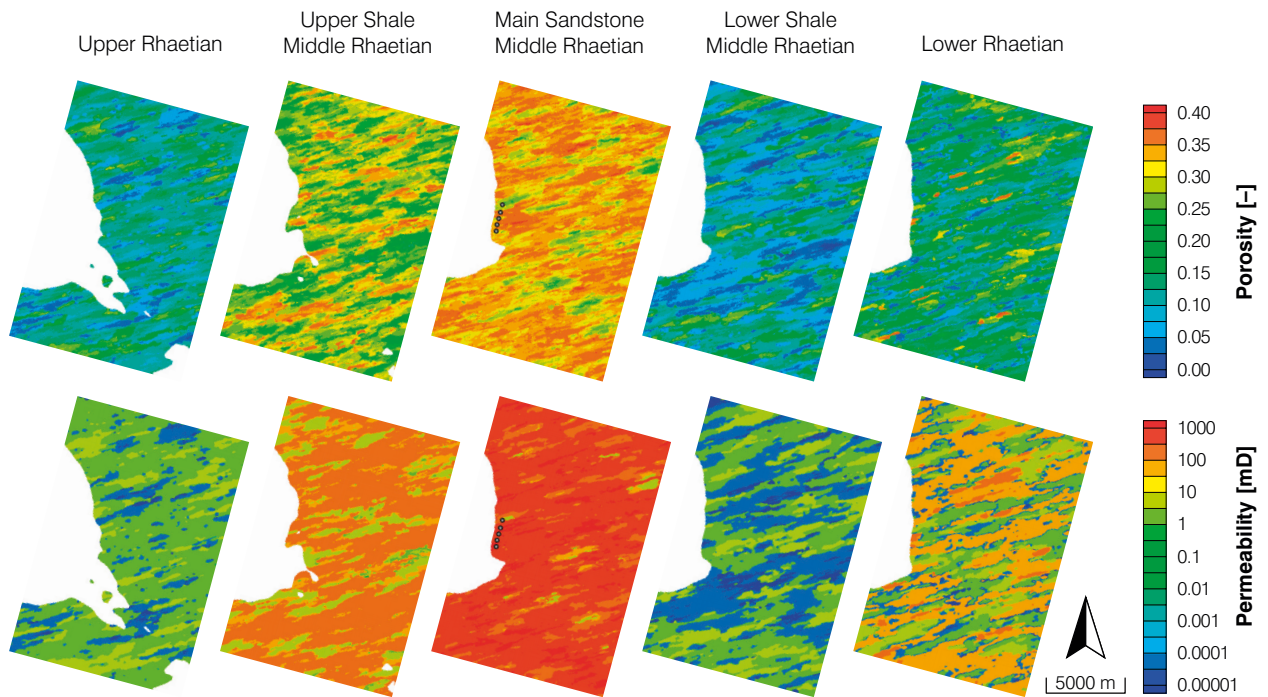 Upper Rhaetian
Upper Shale
Middle Rhaetian
Main Sandstone
Middle Rhaetian
Lower Shale
Middle Rhaetian
Lower Rhaetian
0.40
0.35
0.30
0.25
0.20
0.15
0.10
0.05
0.00
Porosity [–]
1000
100
10
1
0.1
0.01
0.001
0.0001
0.00001
Permeability [mD]
5000 m